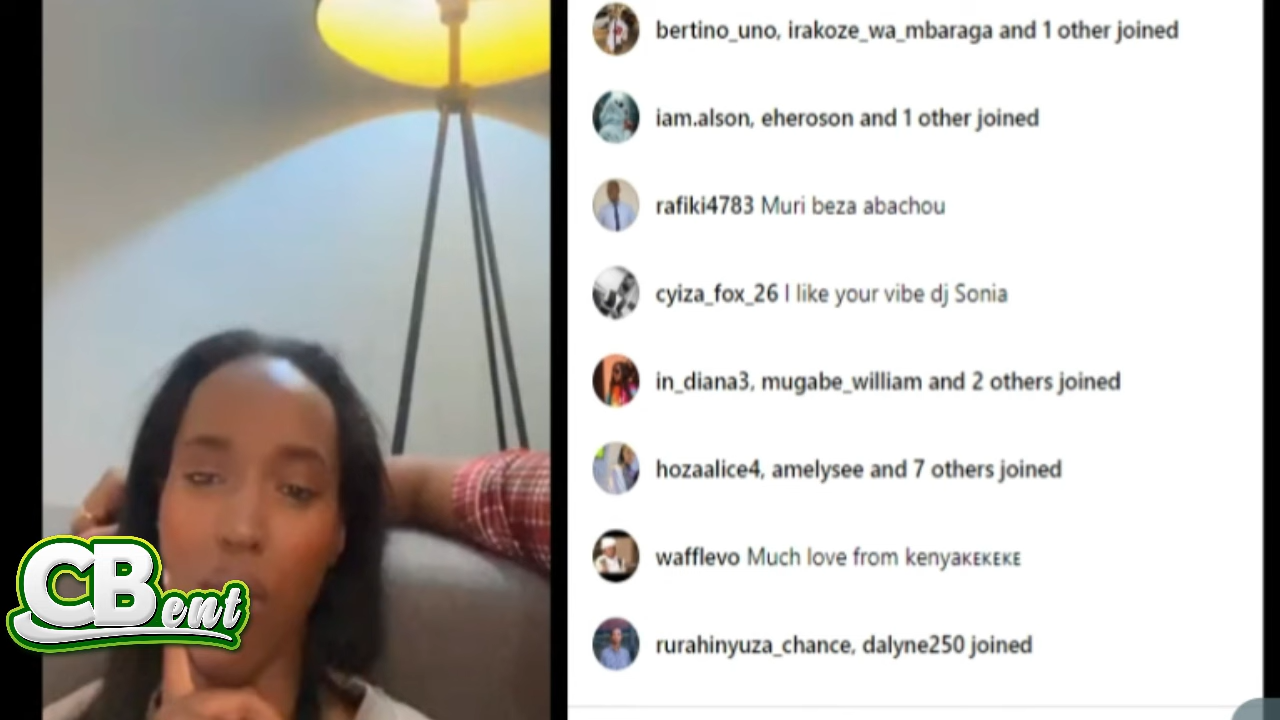 bertino_uno, irakoze_wa_mbaraga and 1 other joined
iam.alson, eheroson and 1 other joined
rafiki4783 Muri beza abachou
cyiza_fox_26 I like your vibe dj Sonia
in_diana3, mugabe_william and 2 others joined
hozaalice4, amelysee and 7 others joined
wafflevo Much love from kenyaKEKEKE
rurahinyuza_chance, dalyne250 joined
CB ent